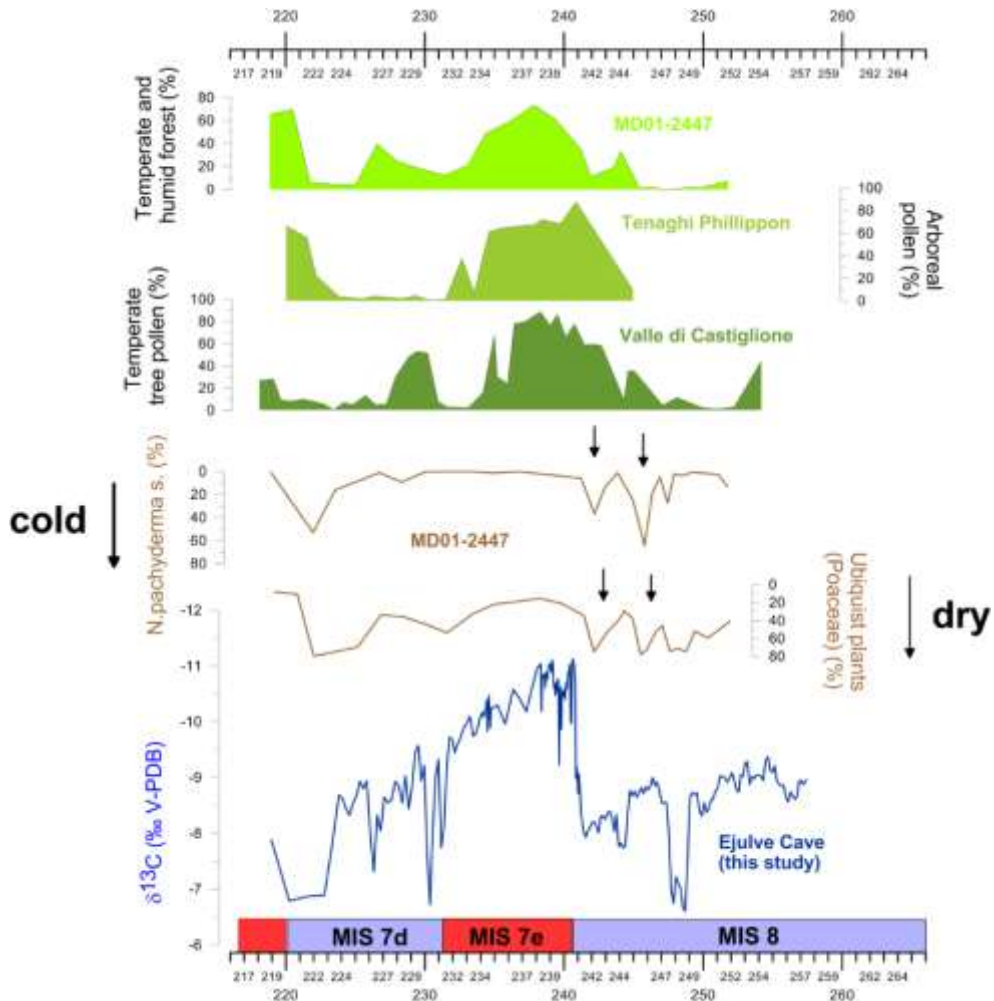 220 230 240 250 260
217 219 222 224 227 229 232 234 237 239 242 244 247 249 252 254 257 259 262 264
Temperate and
humid forest (%)
80
60
40
20
0
MD01-2447
100
80
60
40
20
0
Arboreal
pollen (%)
Tenaghi Phillippon
Temperate
tree pollen (%)
100
80
60
40
20
0
Valle di Castiglione
cold
N.pachyderma s. (%)
0
20
40
60
80
MD01-2447
0
20
40
60
80
Ubiquist plants
(Poaceae) (%)
dry
δ13C (‰ V-PDB)
-12
-11
-10
-9
-8
-7
-6
Ejulve Cave
(this study)
MIS 7d MIS 7e MIS 8
217 219 222 224 227 229 232 234 237 239 242 244 247 249 252 254 257 259 262 264
220 230 240 250 260